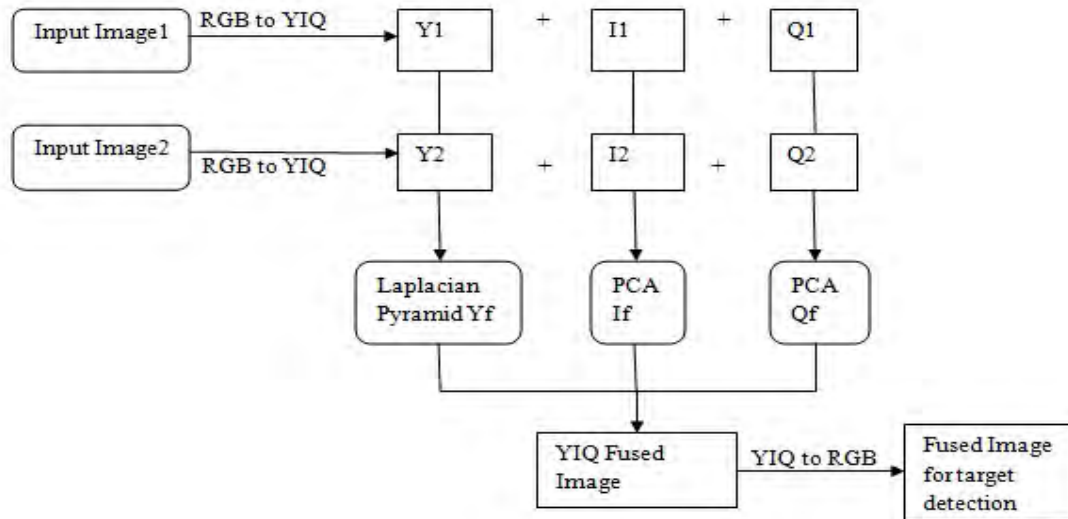 Input Image1
RGB to YIQ
Y1
+
I1
+
Q1
Input Image2
RGB to YIQ
Y2
+
I2
+
Q2
Laplacian
Pyramid Yf
PCA
If
PCA
Qf
YIQ Fused
Image
YIQ to RGB
Fused Image
for target
detection